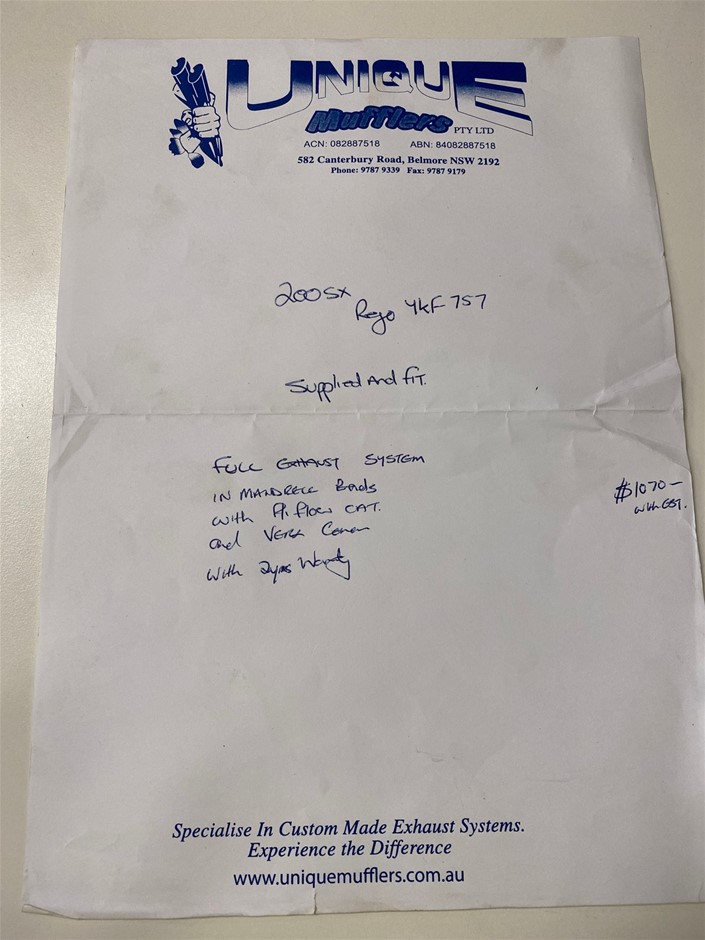 UNIQUE
Mufflers PTY LTD
ACN: 082887518 ABN: 84082887518
582 Canterbury Road, Belmore NSW 2192
Phone: 9787 9339 Fax: 9787 9179
200SX
Rego YKF 757
Supplied And fit.
FULL EXHAUST SYSTEM
IN MANDRELL Bends
$1070-
with Hi flow CAT.
with GST.
and
with 2yrs Warranty
Specialise In Custom Made Exhaust Systems.
Experience the Difference
www.uniquemufflers.com.au